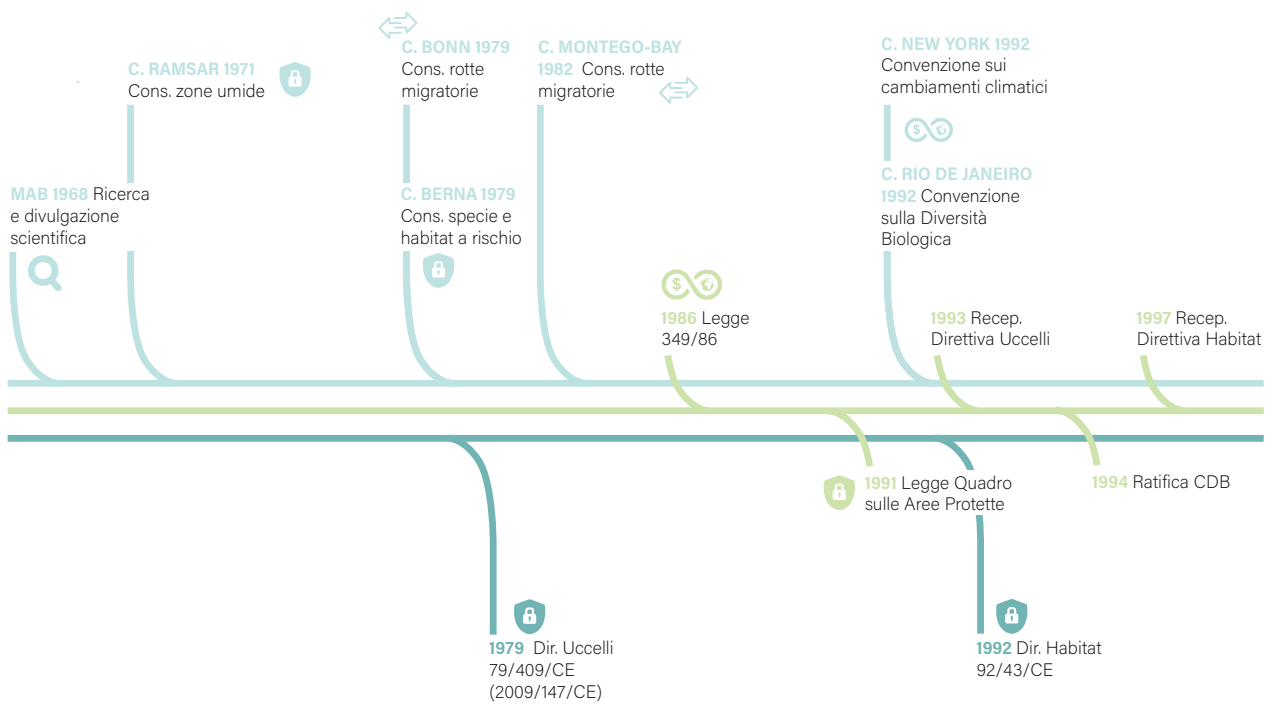 C. RAMSAR 1971
Cons. zone umide
MAB 1968 Ricerca
e divulgazione
scientifica
C. BONN 1979
Cons. rotte
migratorie
C. BERNA 1979
Cons. specie e
habitat a rischio
C. MONTEGO-BAY
1982 Cons. rotte
migratorie
C. NEW YORK 1992
Convenzione sui
cambiamenti climatici
$
C. RIO DE JANEIRO
1992 Convenzione
sulla Diversità
Biologica
$
1986 Legge
349/86
1993 Recep.
Direttiva Uccelli
1997 Recep.
Direttiva Habitat
1991 Legge Quadro
sulle Aree Protette
1994 Ratifica CDB
1979 Dir. Uccelli
79/409/CE
(2009/147/CE)
1992 Dir. Habitat
92/43/CE